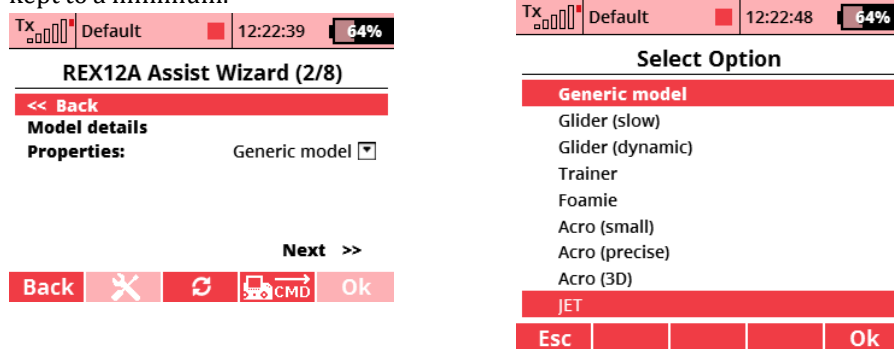 kept to a minimum.
Tx Default 12:22:39 64%
REX12A Assist Wizard (2/8)
<< Back
Model details
Properties: Generic model
Next >>
Back CMD Ok
Tx Default 12:22:48 64%
Select Option
Generic model
Glider (slow)
Glider (dynamic)
Trainer
Foamie
Acro (small)
Acro (precise)
Acro (3D)
JET
Esc Ok